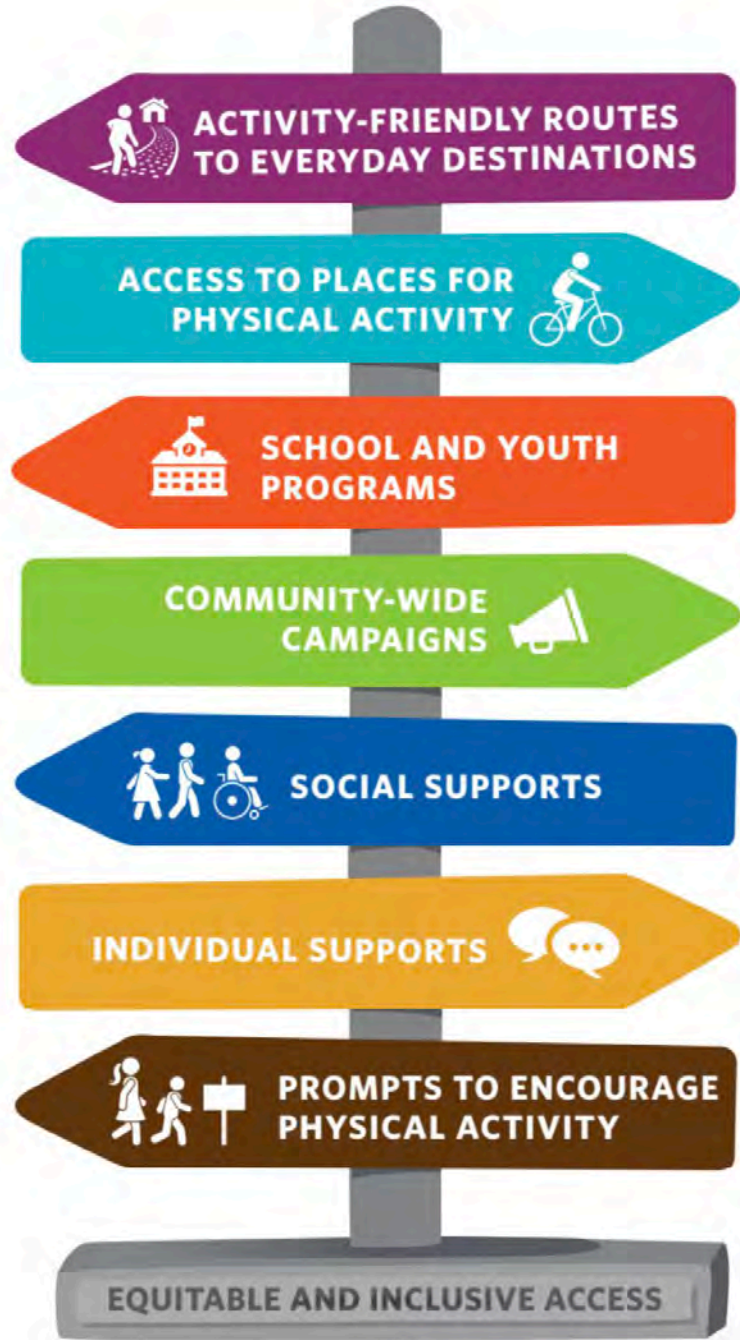 ACTIVITY-FRIENDLY ROUTES
TO EVERYDAY DESTINATIONS
ACCESS TO PLACES FOR
PHYSICAL ACTIVITY
SCHOOL AND YOUTH
PROGRAMS
COMMUNITY-WIDE
CAMPAIGNS
SOCIAL SUPPORTS
INDIVIDUAL SUPPORTS
PROMPTS TO ENCOURAGE
PHYSICAL ACTIVITY
EQUITABLE AND INCLUSIVE ACCESS